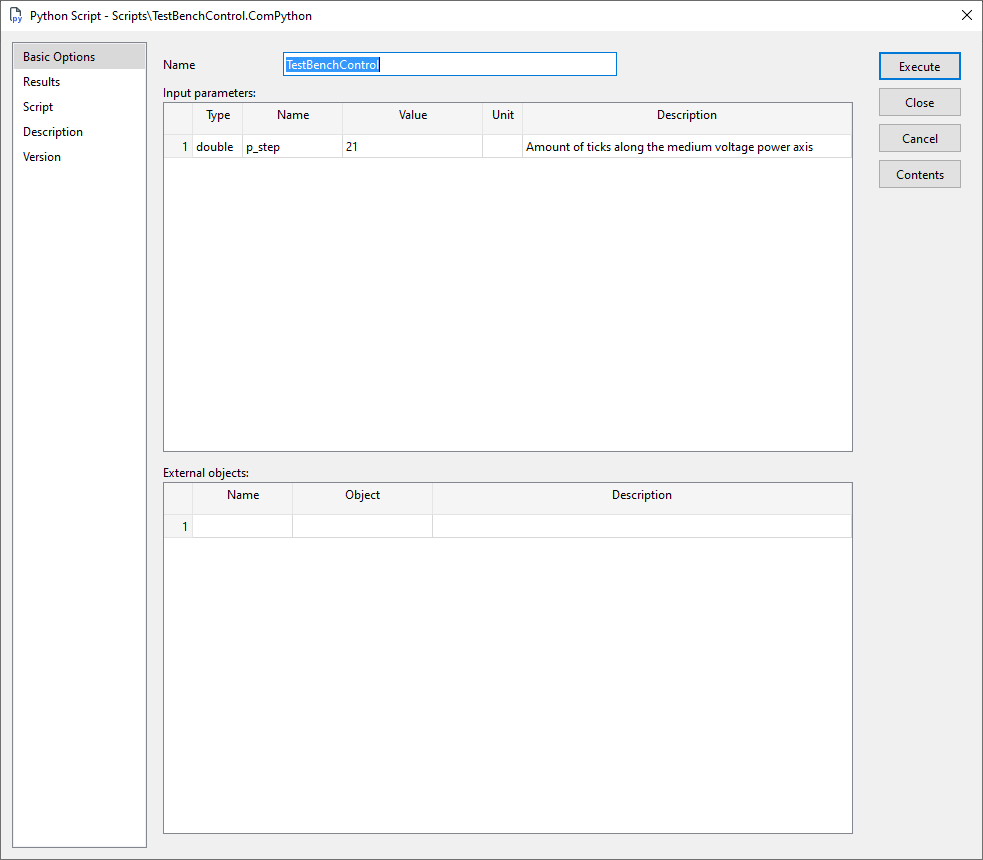 Python Script - Scripts\TestBenchControl.ComPython
Basic Options
Results
Script
Description
Version
Name TestBenchControl
Input parameters:
Type Name Value Unit Description
1 double p_step 21 Amount of ticks along the medium voltage power axis
External objects:
Name Object Description
1
Execute
Close
Cancel
Contents